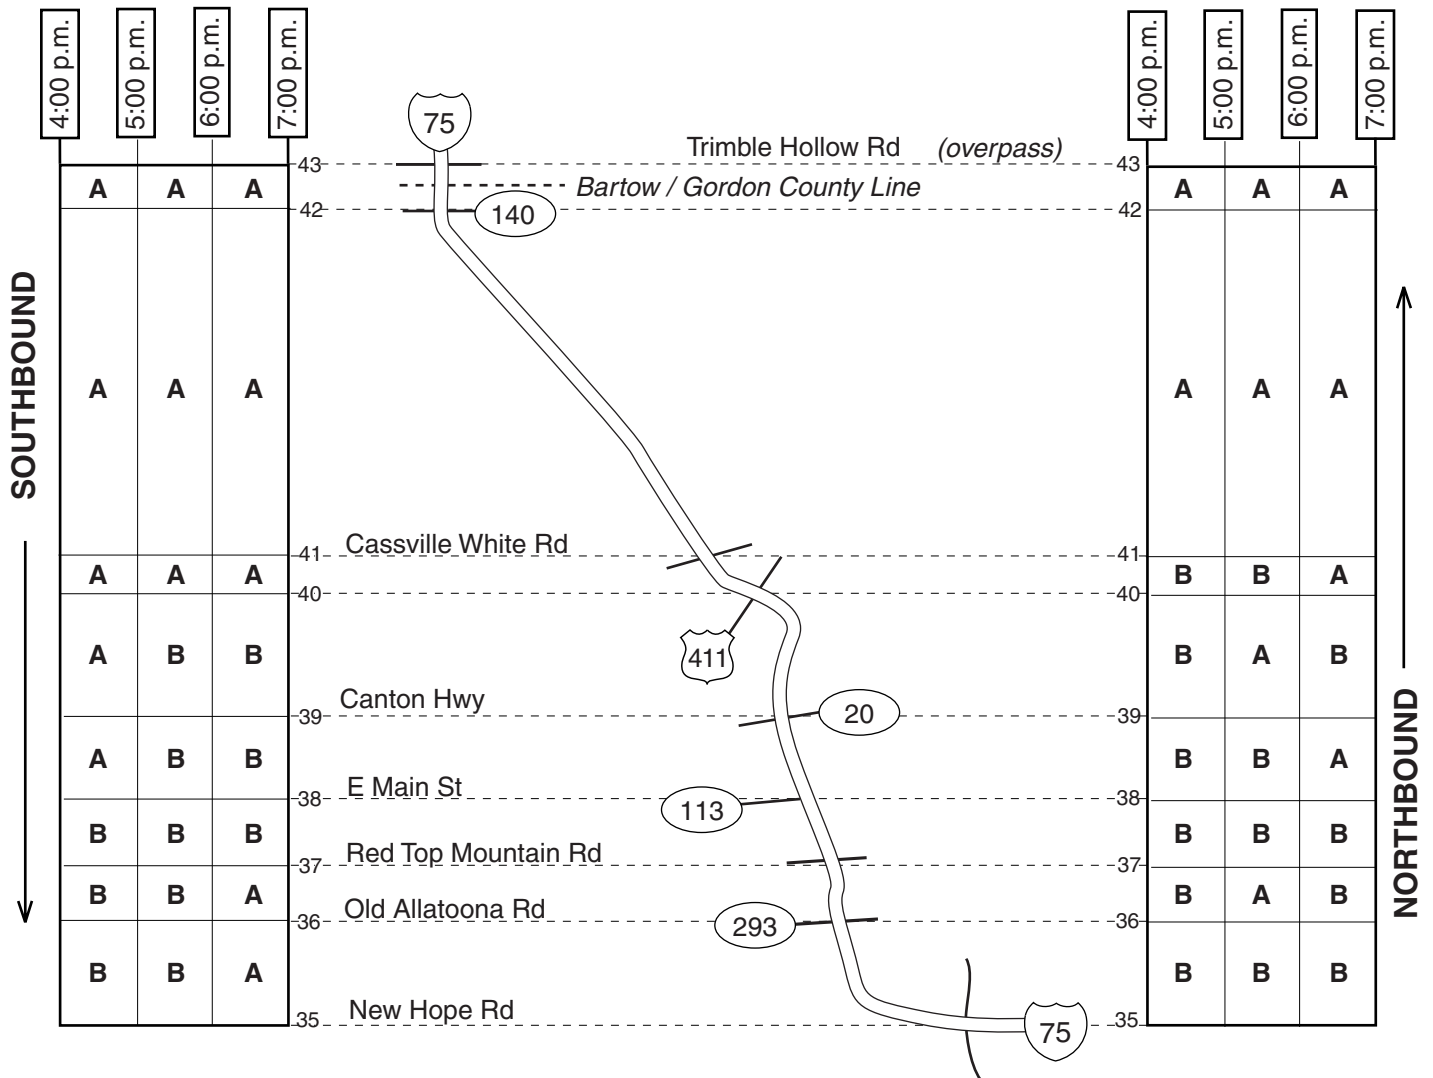 4:00 p.m. 5:00 p.m. 6:00 p.m. 7:00 p.m. 4:00 p.m. 5:00 p.m. 6:00 p.m. 7:00 p.m.
75
43 Trimble Hollow Rd (overpass) 43
A A A Bartow / Gordon County Line A A A
42 140 42
SOUTHBOUND
A A A A A A
41 Cassville White Rd 41
A A A B B A
40 40
A B B 411 B A B
39 Canton Hwy 20 39
NORTHBOUND
A B B B B A
38 E Main St 113 38
B B B B B B
37 Red Top Mountain Rd 37
B B A B A B
36 Old Allatoona Rd 293 36
B B A B B B
35 New Hope Rd 75 35